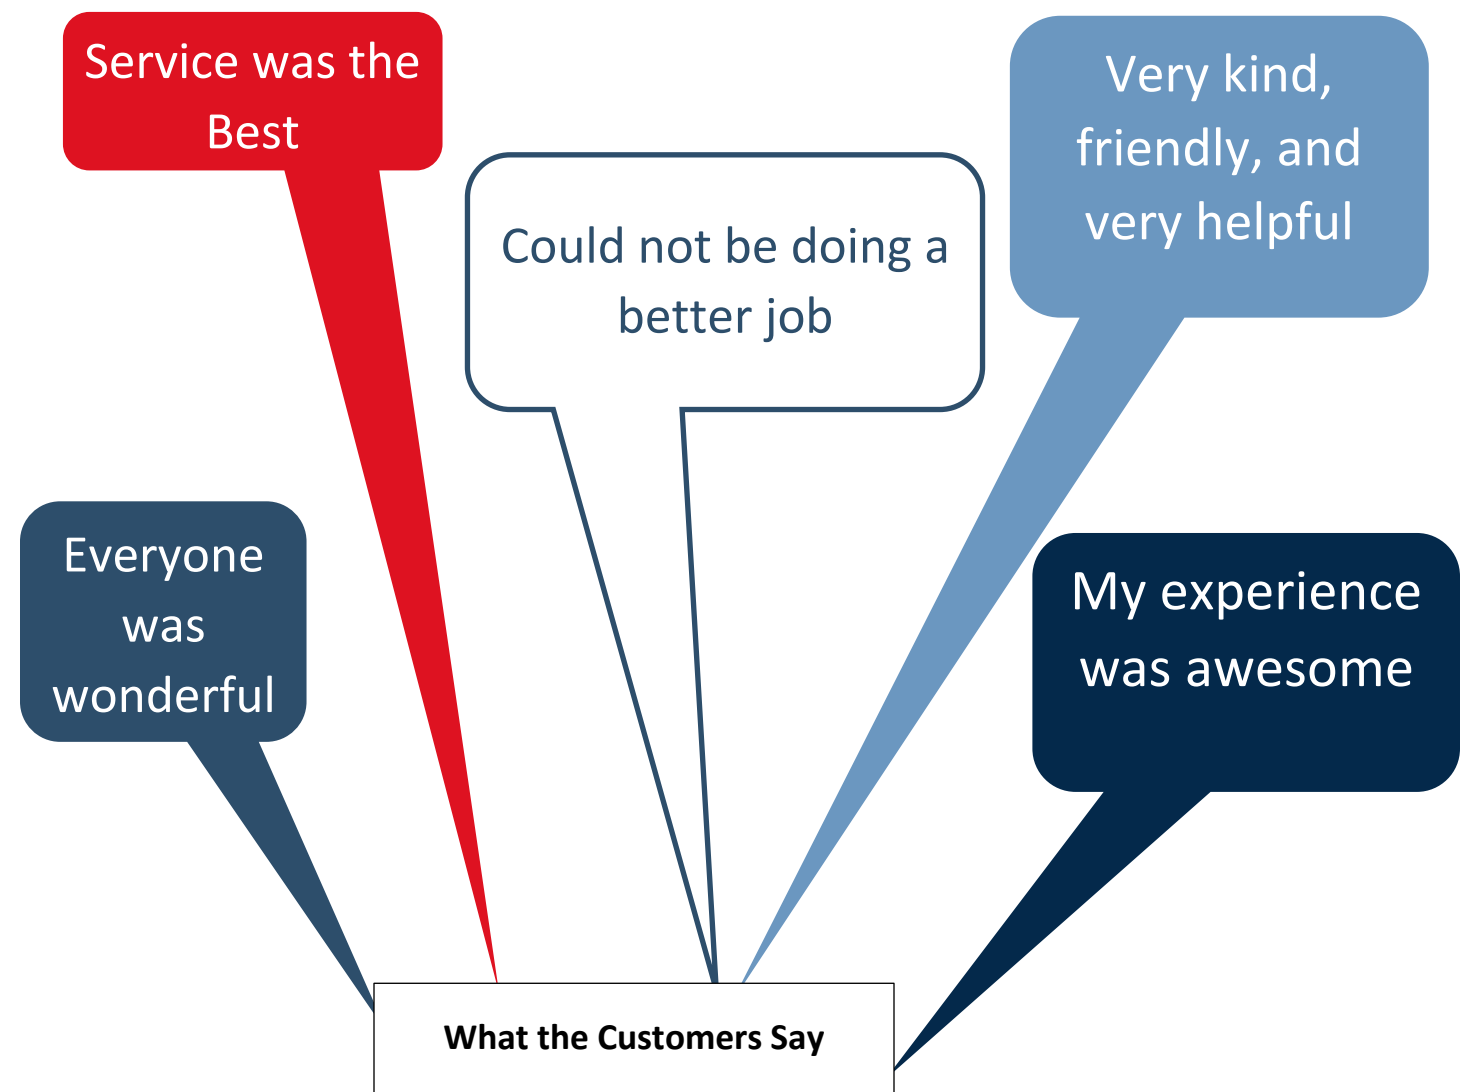 Service was the
Best
Could not be doing a
better job
Very kind,
friendly, and
very helpful
Everyone
was
wonderful
My experience
was awesome
What the Customers Say